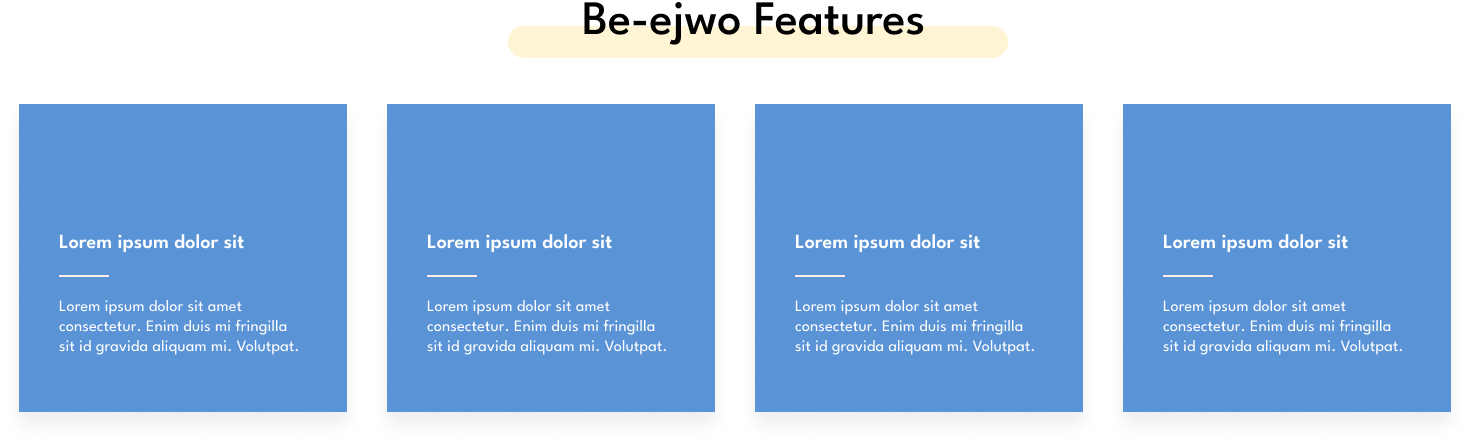 Be-ejwo Features
Lorem ipsum dolor sit
Lorem ipsum dolor sit amet
consectetur. Enim duis mi fringilla
sit id gravida aliquam mi. Volutpat.
Lorem ipsum dolor sit
Lorem ipsum dolor sit amet
consectetur. Enim duis mi fringilla
sit id gravida aliquam mi. Volutpat.
Lorem ipsum dolor sit
Lorem ipsum dolor sit amet
consectetur. Enim duis mi fringilla
sit id gravida aliquam mi. Volutpat.
Lorem ipsum dolor sit
Lorem ipsum dolor sit amet
consectetur. Enim duis mi fringilla
sit id gravida aliquam mi. Volutpat.